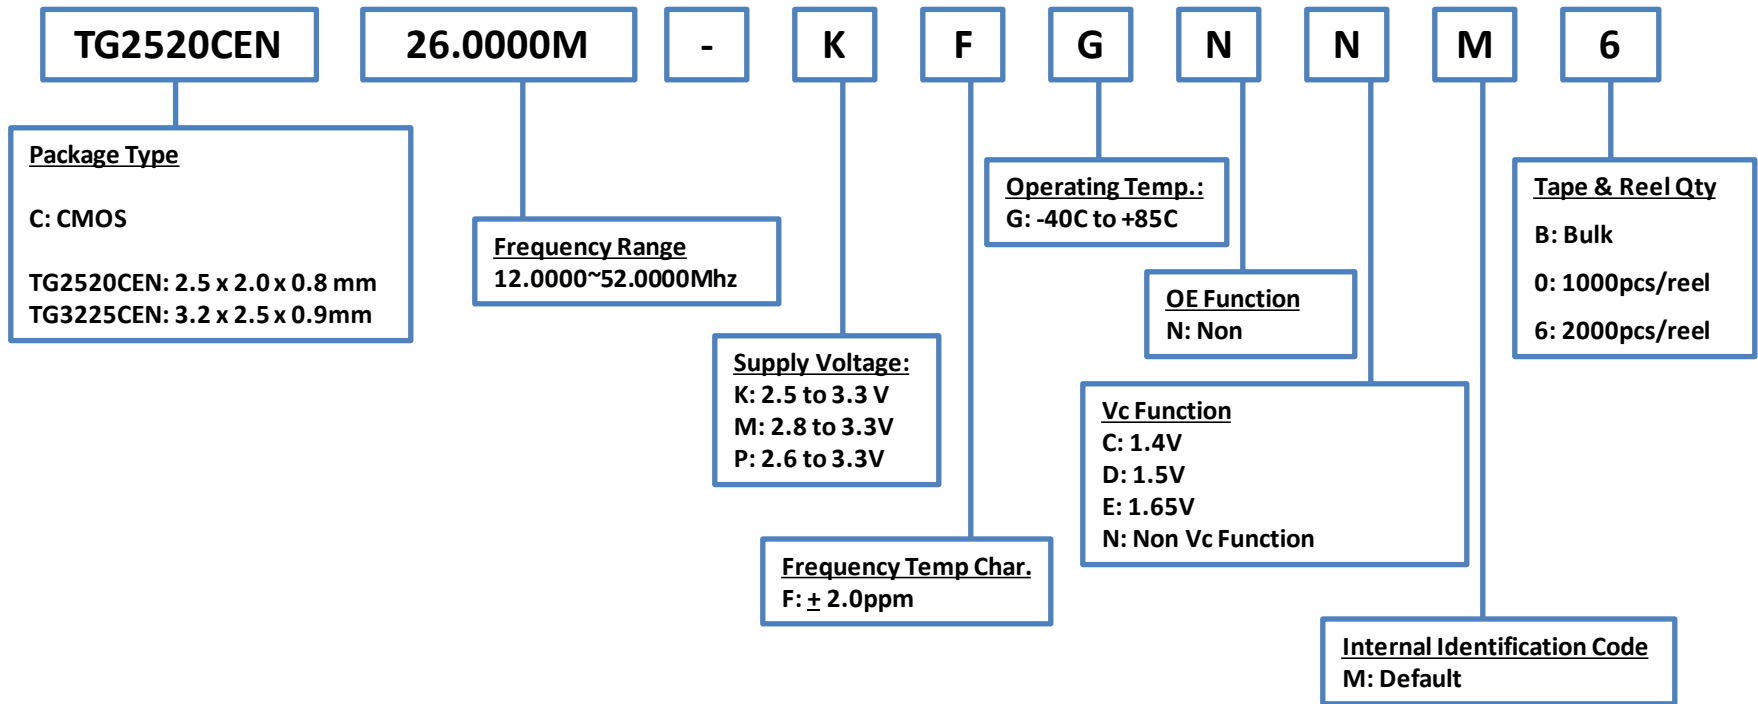 TG2520CEN 26.0000M - K F G N N M 6
Package Type
C: CMOS
TG2520CEN: 2.5 x 2.0 x 0.8 mm
TG3225CEN: 3.2 x 2.5 x 0.9mm
Frequency Range
12.0000~52.0000Mhz
Supply Voltage:
K: 2.5 to 3.3 V
M: 2.8 to 3.3V
P: 2.6 to 3.3V
Frequency Temp Char.
F: ± 2.0ppm
Operating Temp.:
G: -40C to +85C
OE Function
N: Non
Vc Function
C: 1.4V
D: 1.5V
E: 1.65V
N: Non Vc Function
Internal Identification Code
M: Default
Tape & Reel Qty
B: Bulk
0: 1000pcs/reel
6: 2000pcs/reel